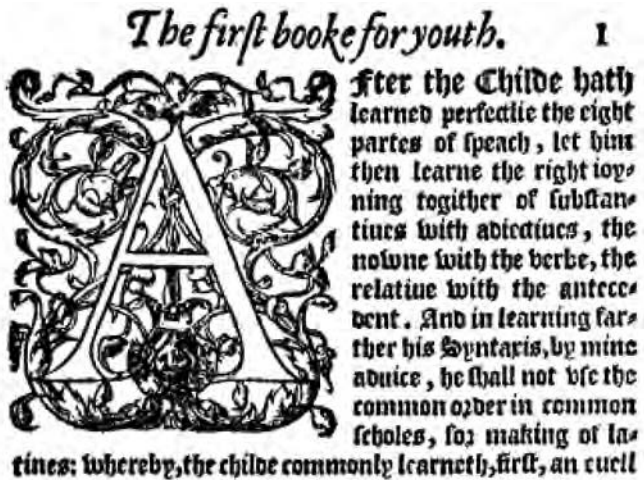 The firſt booke for youth. 1
After the Childe hath
learned perfectlie the eight
partes of ſpeach, let him
then learne the right ioy-
ning togither of ſubſtan-
tiues with adiectiues, the
nowne with the verbe, the
relatiue with the antece-
dent. And in learning far-
ther his Syntaxis, by mine
aduice, he ſhall not vſe the
common order in common
ſcholes, for making of la-
tines: whereby, the childe commonly learneth, firſt, an euell